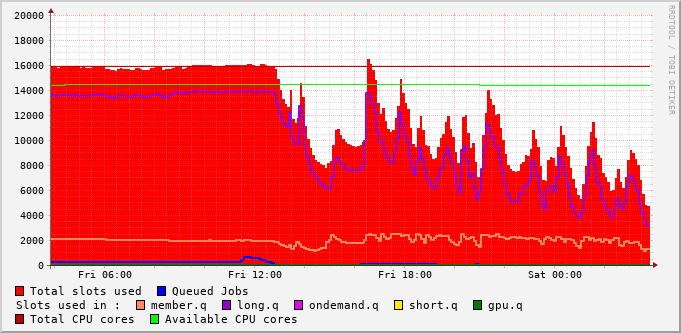 20000
18000
16000
14000
12000
10000
8000
6000
4000
2000
0
Fri 06:00 Fri 12:00 Fri 18:00 Sat 00:00
Total slots used Queued Jobs
Slots used in : member.q long.q ondemand.q short.q gpu.q
Total CPU cores Available CPU cores
RRDTOOL / TOBI OETIKER